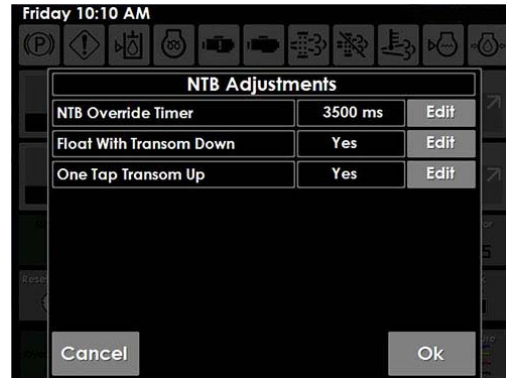 Friday 10:10 AM
NTB Adjustments
NTB Override Timer 3500 ms Edit
Float With Transom Down Yes Edit
One Tap Transom Up Yes Edit
Cancel Ok